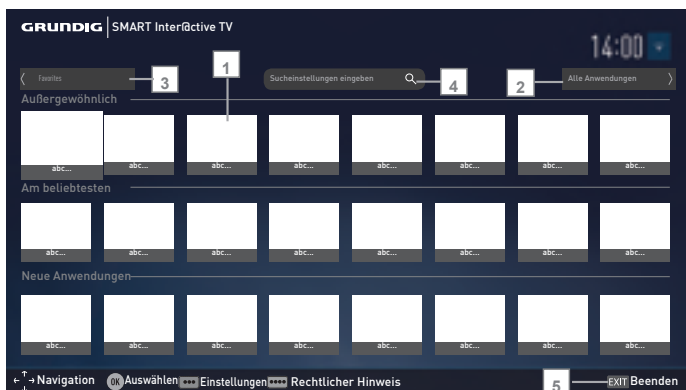 GRUNDIG SMART Inter@ctive TV
14:00
Favorites 3 1 Sucheinstellungen eingeben 4 2 Alle Anwendungen
Außergewöhnlich
abc... abc... abc... abc... abc... abc... abc... abc...
Am beliebtesten
abc... abc... abc... abc... abc... abc... abc... abc...
Neue Anwendungen
abc... abc... abc... abc... abc... abc... abc... abc...
Navigation OK Auswählen Einstellungen Rechtlicher Hinweis 5 EXIT Beenden